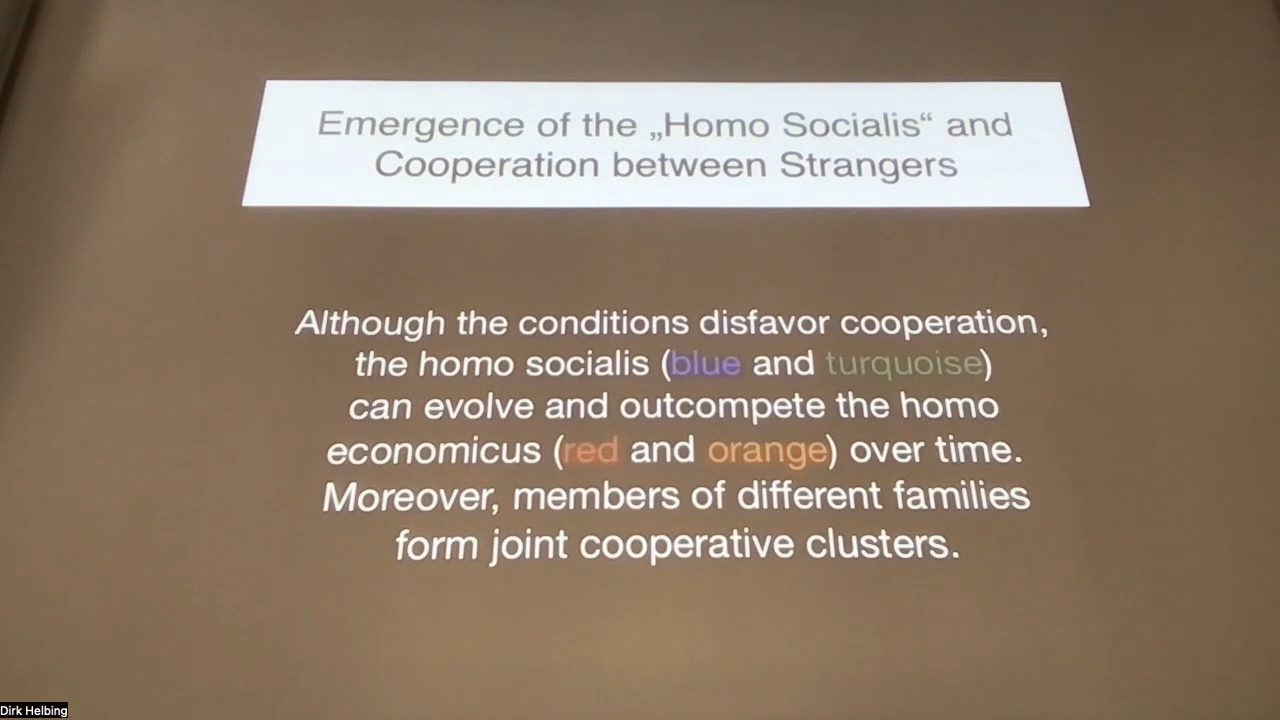 Emergence of the „Homo Socialis“ and
Cooperation between Strangers
Although the conditions disfavor cooperation,
the homo socialis (blue and turquoise)
can evolve and outcompete the homo
economicus (red and orange) over time.
Moreover, members of different families
form joint cooperative clusters.
Dirk Helbing